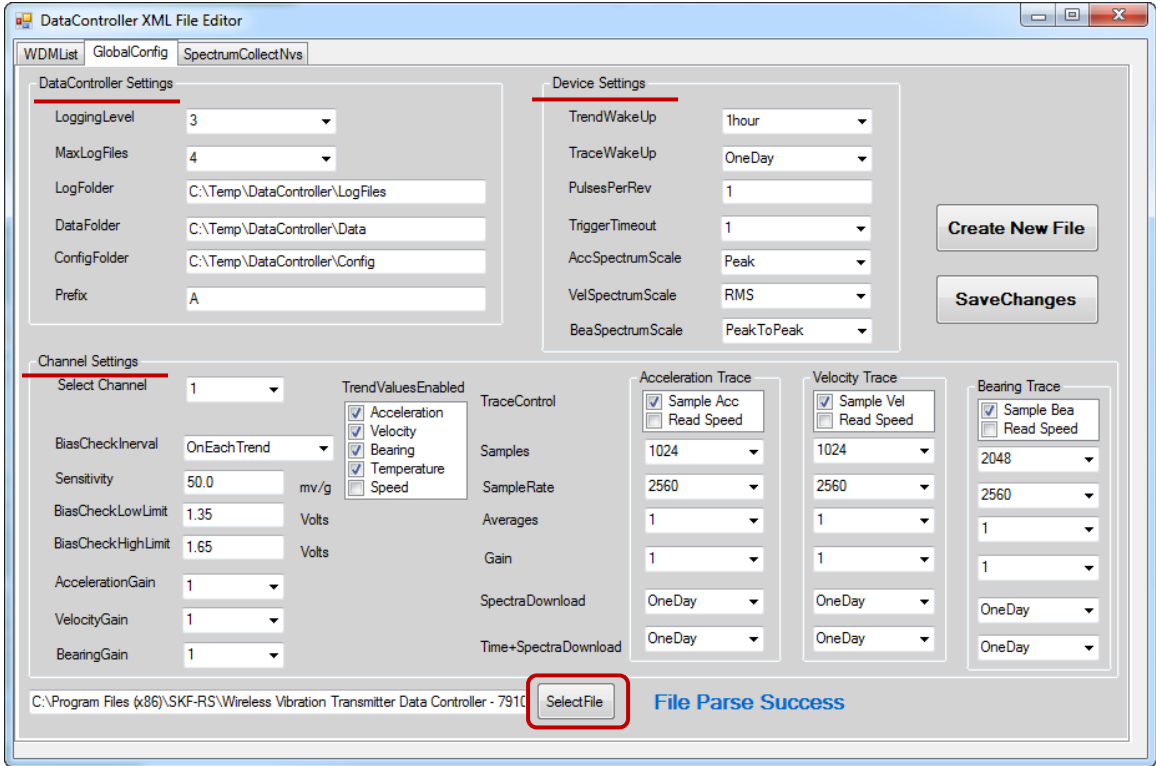 DataController XML File Editor
WDMList GlobalConfig SpectrumCollectNvs
DataController Settings
LoggingLevel 3
MaxLogFiles 4
LogFolder C:\Temp\DataController\LogFiles
DataFolder C:\Temp\DataController\Data
ConfigFolder C:\Temp\DataController\Config
Prefix A
Device Settings
TrendWakeUp 1hour
TraceWakeUp OneDay
PulsesPerRev 1
TriggerTimeout 1
AccSpectrumScale Peak
VelSpectrumScale RMS
BeaSpectrumScale PeakToPeak
Create New File
SaveChanges
Channel Settings
Select Channel 1
BiasCheckInerval OnEachTrend
Sensitivity 50.0 mv/g
BiasCheckLowLimit 1.35 Volts
BiasCheckHighLimit 1.65 Volts
AccelerationGain 1
VelocityGain 1
BearingGain 1
TrendValuesEnabled
Acceleration
Velocity
Bearing
Temperature
Speed
TraceControl
Samples
SampleRate
Averages
Gain
SpectraDownload
Time+SpectraDownload
Acceleration Trace
Sample Acc
Read Speed
1024
2560
1
1
OneDay
OneDay
Velocity Trace
Sample Vel
Read Speed
1024
2560
1
1
OneDay
OneDay
Bearing Trace
Sample Bea
Read Speed
2048
2560
1
1
OneDay
OneDay
C:\Program Files (x86)\SKF-RS\Wireless Vibration Transmitter Data Controller - 7910 SelectFile File Parse Success